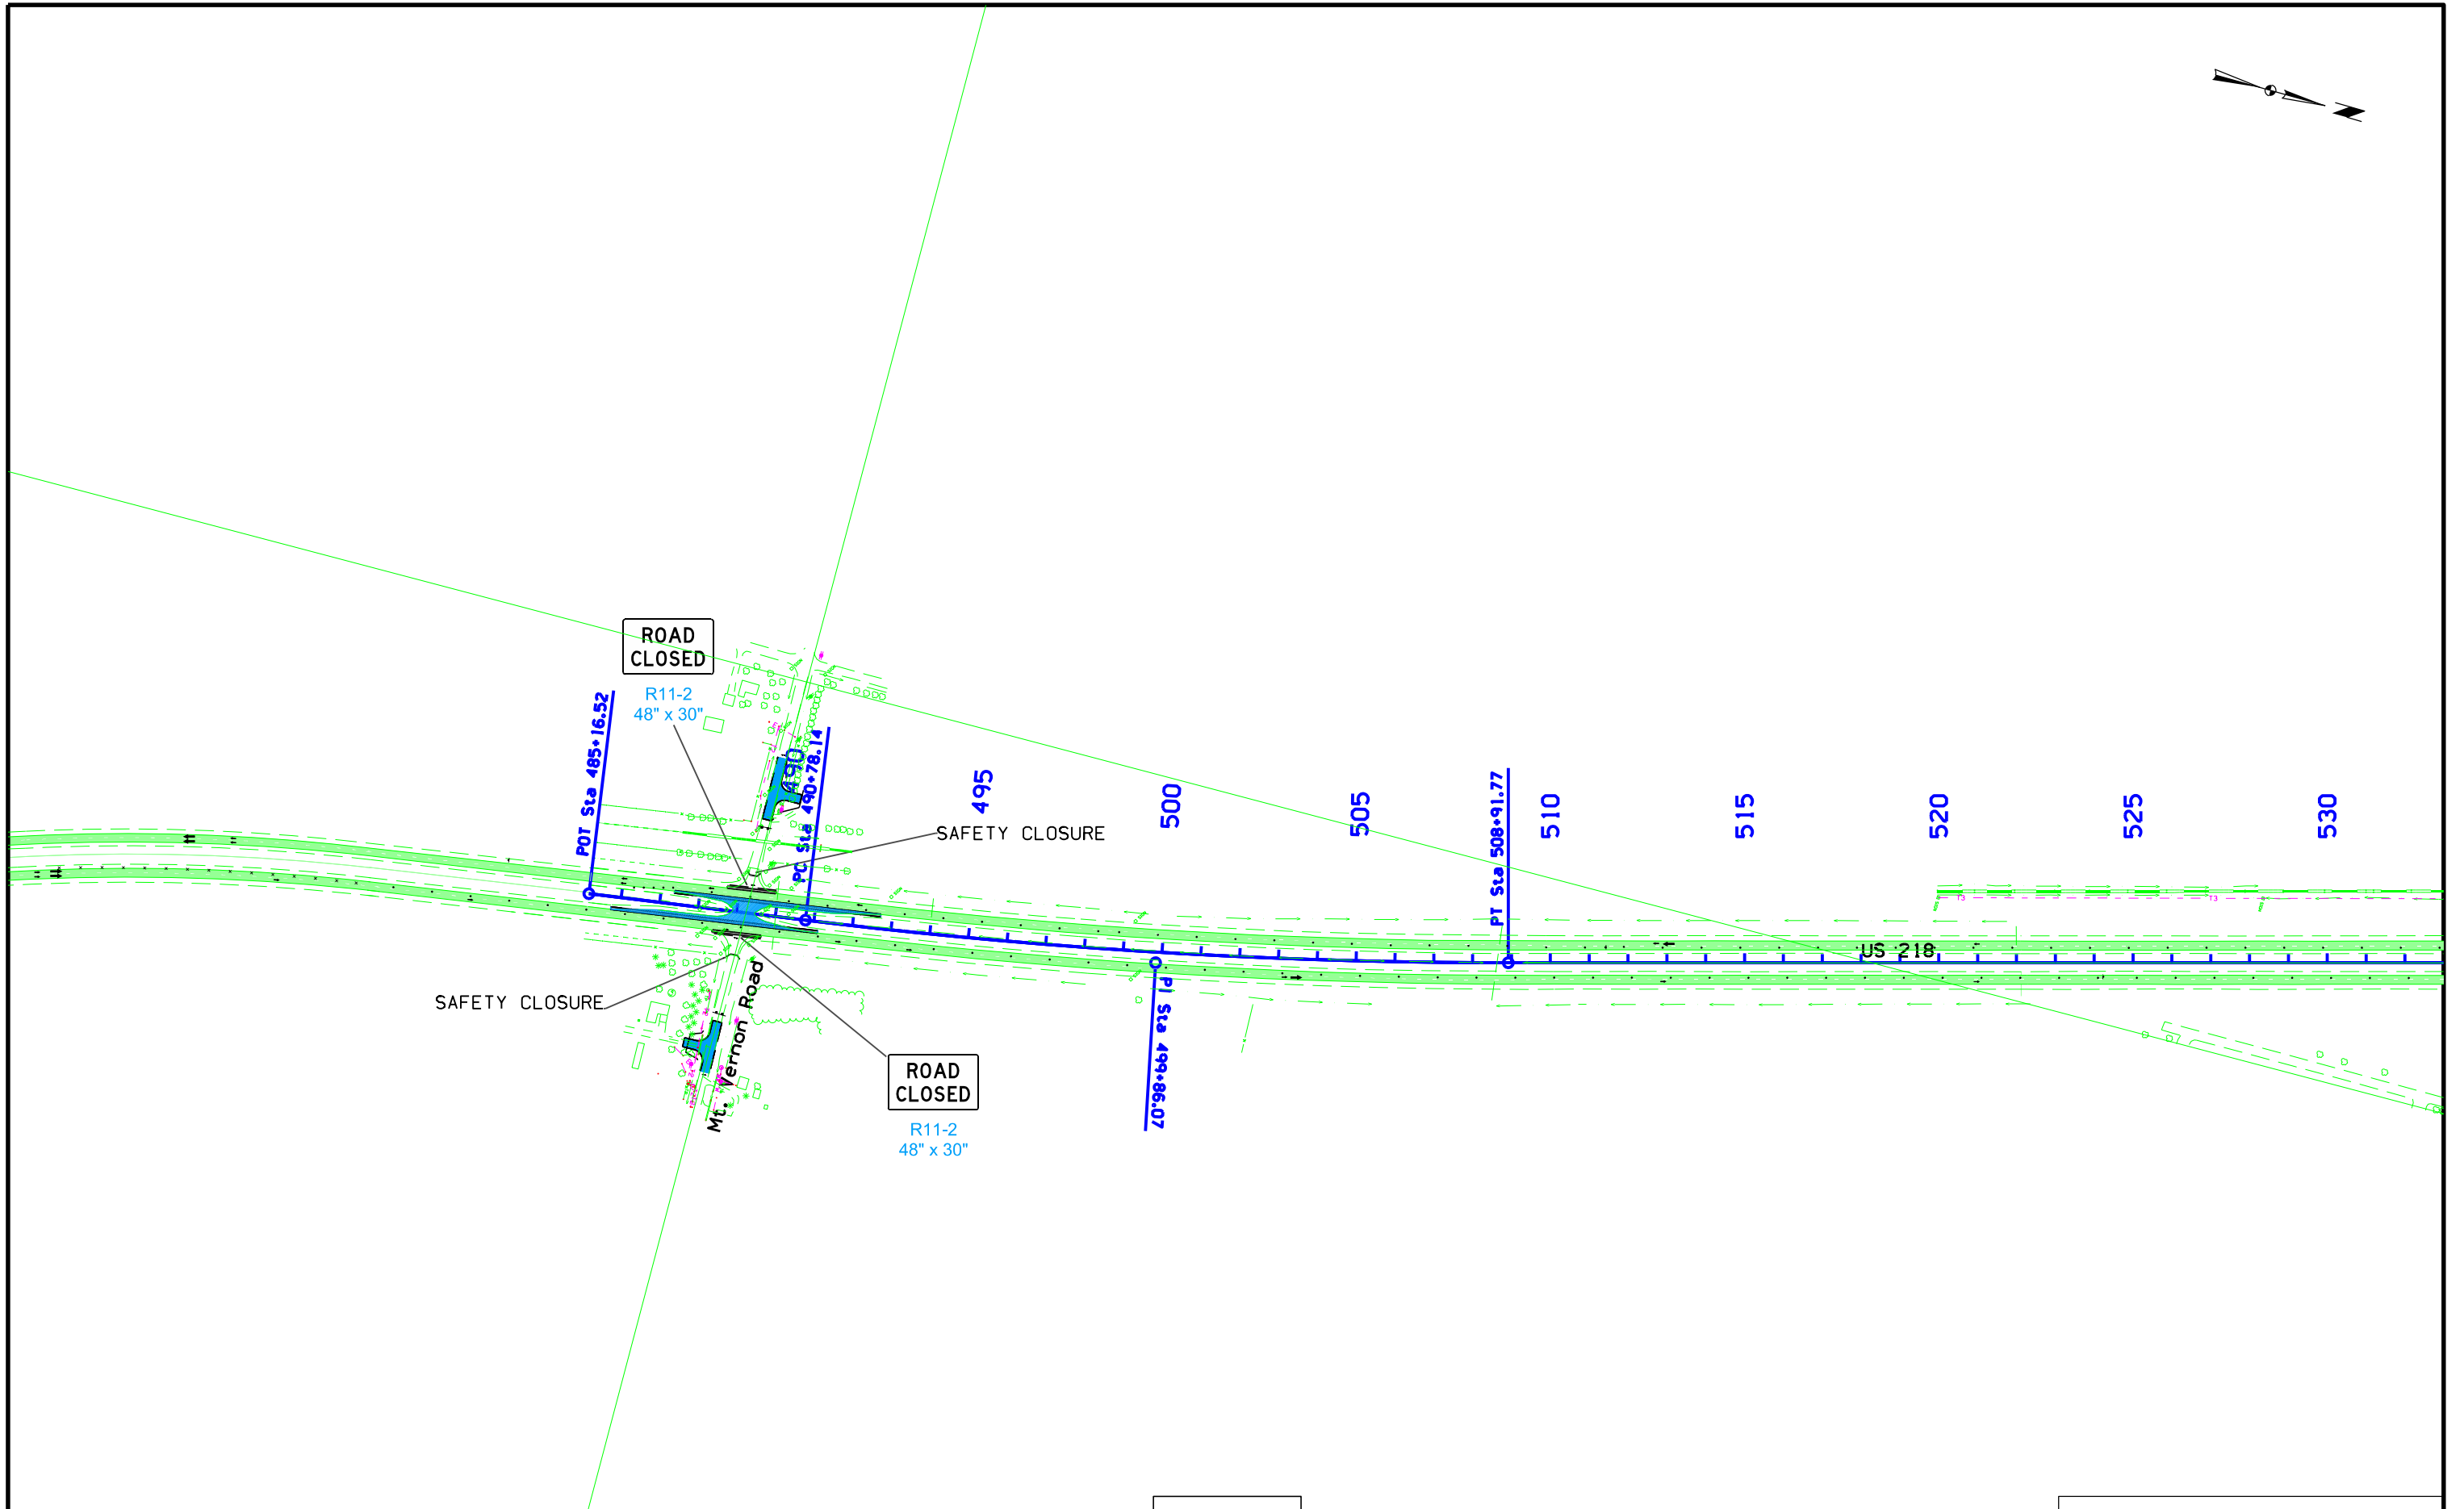 N
ROAD
CLOSED
R11-2
48" x 30"
POT Sta 485+16.52
490
PC Sta 490+78.14
SAFETY CLOSURE
495
500
505
PT Sta 508+91.77
510
515
520
525
530
T3
T3
US 218
SAFETY CLOSURE
Mt. Vernon Road
ROAD
CLOSED
R11-2
48" x 30"
PI Sta 499+86.07